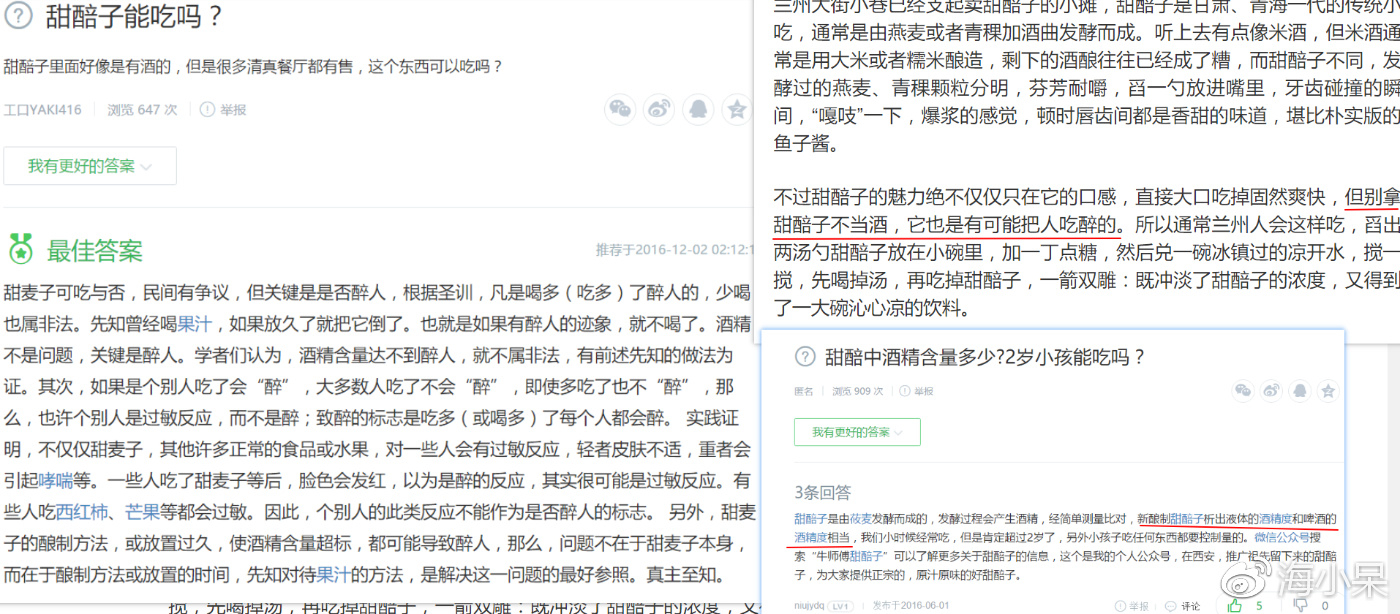 甜醅子能吃吗？
甜醅子里面好像是有酒的，但是很多清真餐厅都有售，这个东西可以吃吗？
工口YAKI416 浏览 647 次 举报
我有更好的答案
最佳答案
推荐于2016-12-02 02:12:1
甜麦子可吃与否，民间有争议，但关键是是否醉人，根据圣训，凡是喝多（吃多）了醉人的，少喝
也属非法。先知曾经喝果汁，如果放久了就把它倒了。也就是如果有醉人的迹象，就不喝了。酒精
不是问题，关键是醉人。学者们认为，酒精含量达不到醉人，就不属非法，有前述先知的做法为
证。其次，如果是个别人吃了会“醉”，大多数人吃了不会“醉”，即使多吃了也不“醉”，那
么，也许个别人是过敏反应，而不是醉；致醉的标志是吃多（或喝多）了每个人都会醉。 实践证
明，不仅仅甜麦子，其他许多正常的食品或水果，对一些人会有过敏反应，轻者皮肤不适，重者会
引起哮喘等。一些人吃了甜麦子等后，脸色会发红，以为是醉的反应，其实很可能是过敏反应。有
些人吃西红柿、芒果等都会过敏。因此，个别人的此类反应不能作为是否醉人的标志。 另外，甜麦
子的酿制方法，或放置过久，使酒精含量超标，都可能导致醉人，那么，问题不在于甜麦子本身，
而在于酿制方法或放置的时间，先知对待果汁的方法，是解决这一问题的最好参照。真主至知。
搅，先喝掉汤，再吃掉甜醅子，一箭双雕：既冲淡了甜醅子的浓度，又
兰州大街小巷已经支起卖甜醅子的小摊，甜醅子是甘肃、青海一代的传统小
吃，通常是由燕麦或者青稞加酒曲发酵而成。听上去有点像米酒，但米酒通
常是用大米或者糯米酿造，剩下的酒酿往往已经成了糟，而甜醅子不同，发
酵过的燕麦、青稞颗粒分明，芬芳耐嚼，舀一勺放进嘴里，牙齿碰撞的瞬
间，“嘎吱”一下，爆浆的感觉，顿时唇齿间都是香甜的味道，堪比朴实版的
鱼子酱。
不过甜醅子的魅力绝不仅仅只在它的口感，直接大口吃掉固然爽快，但别拿
甜醅子不当酒，它也是有可能把人吃醉的。所以通常兰州人会这样吃，舀出
两汤勺甜醅子放在小碗里，加一丁点糖，然后兑一碗冰镇过的凉开水，搅一
搅，先喝掉汤，再吃掉甜醅子，一箭双雕：既冲淡了甜醅子的浓度，又得到
了一大碗沁心凉的饮料。
甜醅中酒精含量多少?2岁小孩能吃吗？
匿名 浏览 909 次 举报
我有更好的答案
3条回答
甜醅子是由莜麦发酵而成的，发酵过程会产生酒精，经简单测量比对，新酿制甜醅子析出液体的酒精度和啤酒的
酒精度相当，我们小时候经常吃，但是肯定超过2岁了，另外小孩子吃任何东西都要控制量的。微信公众号搜
索“牛师傅甜醅子”可以了解更多关于甜醅子的信息，这个是我的个人公众号，在西安，推广祖先留下来的甜醅
子，为大家提供正宗的，原汁原味的好甜醅子。
niujydq LV1 发布于2016-06-01 举报 评论 5 0
海小呆